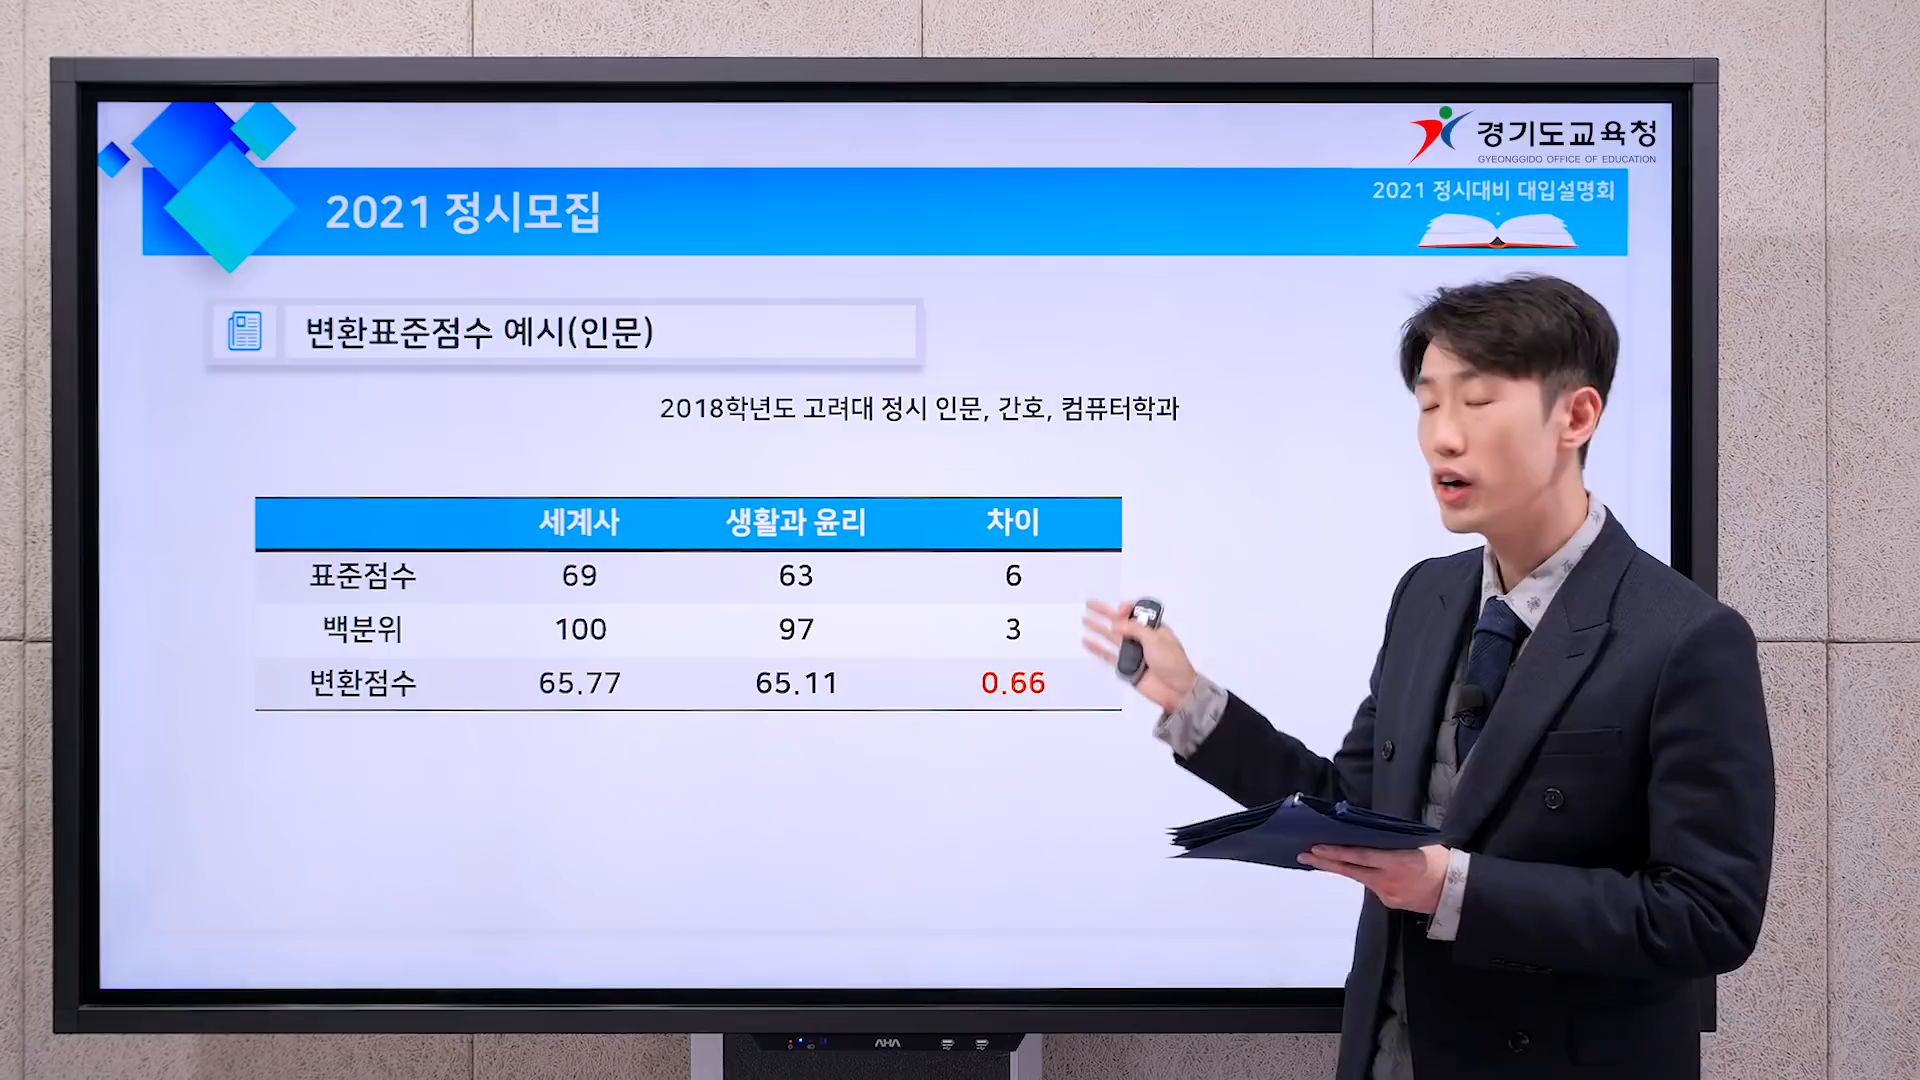 경기도교육청
GYEONGGIDO OFFICE OF EDUCATION
2021 정시대비 대입설명회
2021 정시모집
변환표준점수 예시(인문)
2018학년도 고려대 정시 인문, 간호, 컴퓨터학과
세계사 생활과 윤리 차이
표준점수 69 63 6
백분위 100 97 3
변환점수 65.77 65.11 0.66
AHA